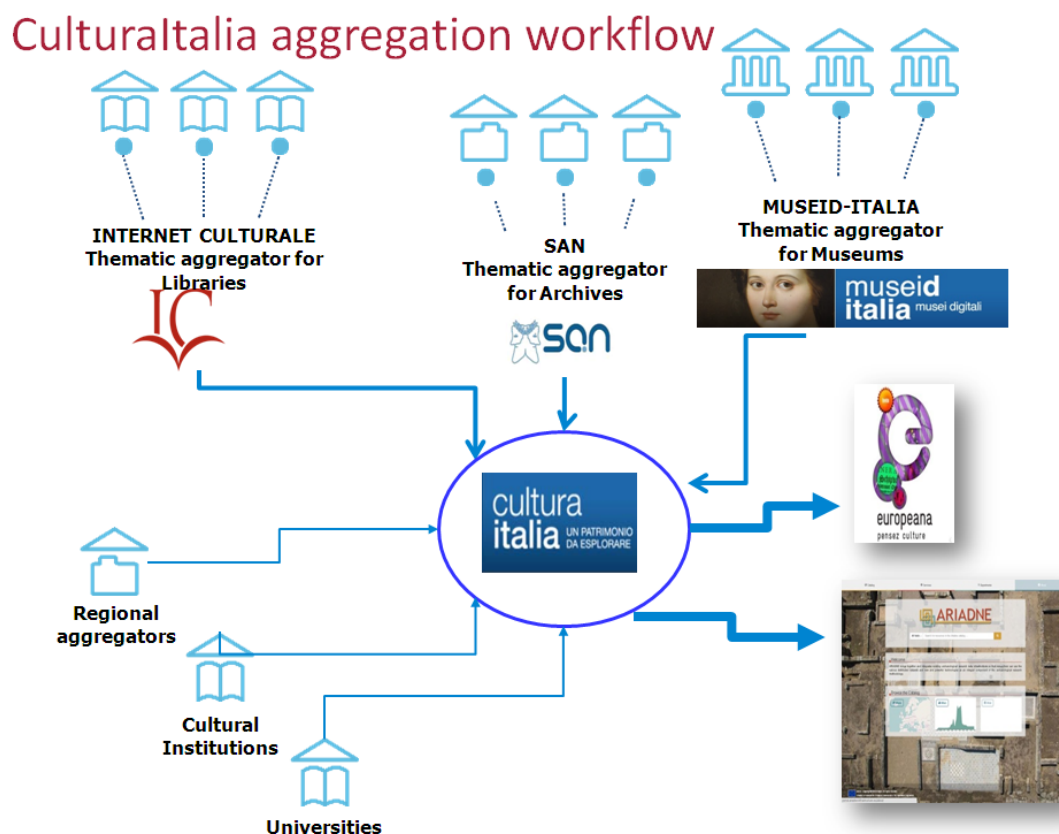 CulturaItalia aggregation workflow
INTERNET CULTURALE
Thematic aggregator for
Libraries
IC
SAN
Thematic aggregator
for Archives
san
MUSEID-ITALIA
Thematic aggregator
for Museums
museid
italia musei digitali
cultura
italia UN PATRIMONIO
DA ESPLORARE
e
europeana
pensez culture
Regional
aggregators
Cultural
Institutions
Universities
ARIADNE